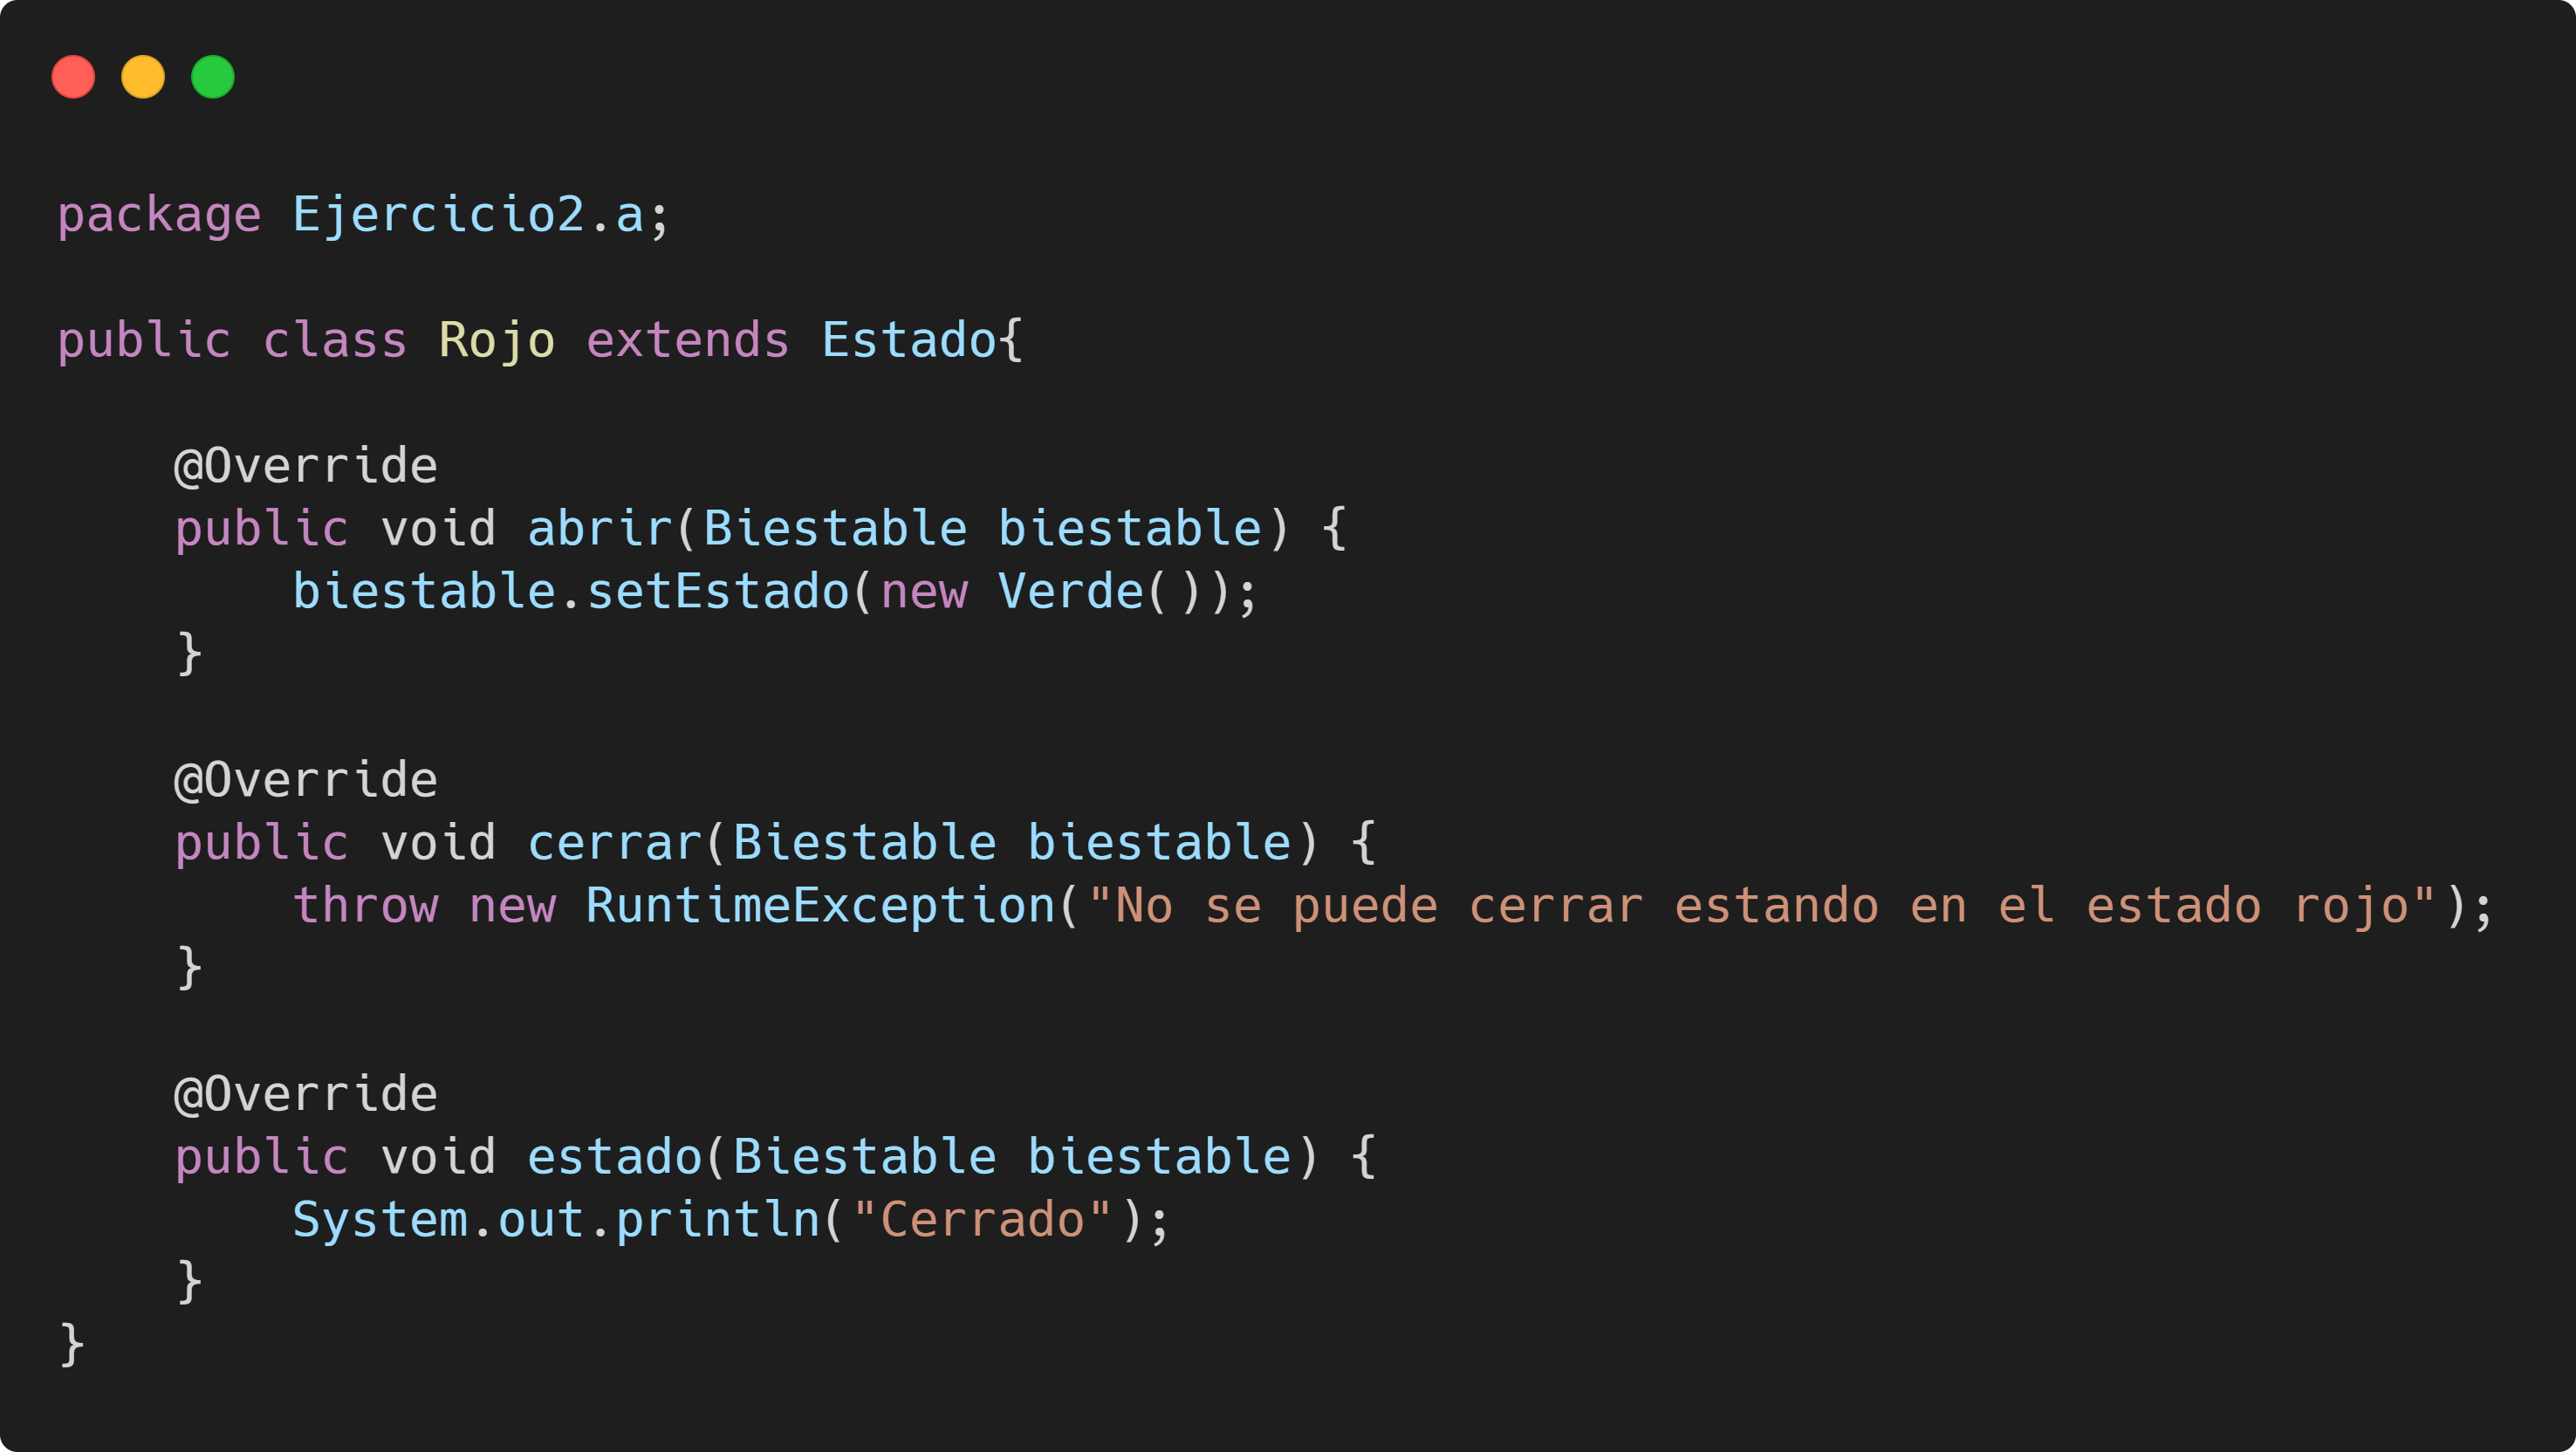 package Ejercicio2.a;
public class Rojo extends Estado{
    @Override
    public void abrir(Biestable biestable) {
        biestable.setEstado(new Verde());
    }
    @Override
    public void cerrar(Biestable biestable) {
        throw new RuntimeException("No se puede cerrar estando en el estado rojo");
    }
    @Override
    public void estado(Biestable biestable) {
        System.out.println("Cerrado");
    }
}